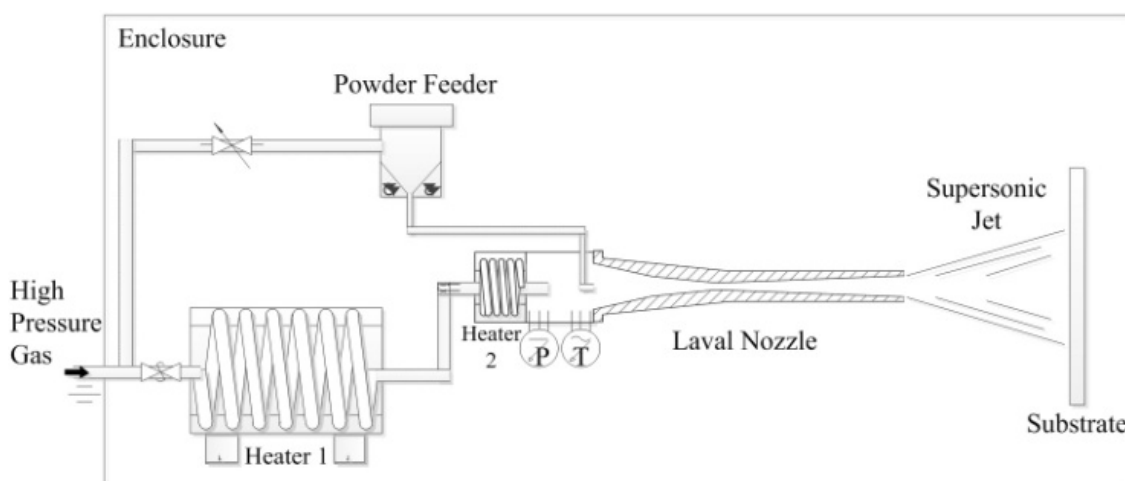 Enclosure
Powder Feeder
Supersonic
Jet
High
Pressure
Gas
Heater
2
P
T
Laval Nozzle
Heater 1
Substrate